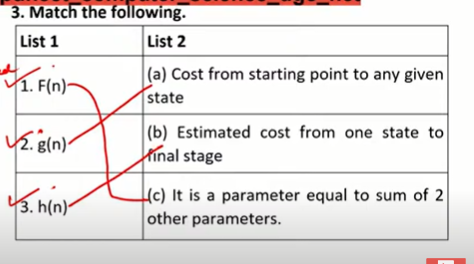 3. Match the following.
List 1
List 2
1. F(n)
(a) Cost from starting point to any given
state
2. g(n)
(b) Estimated cost from one state to
final stage
3. h(n)
(c) It is a parameter equal to sum of 2
other parameters.